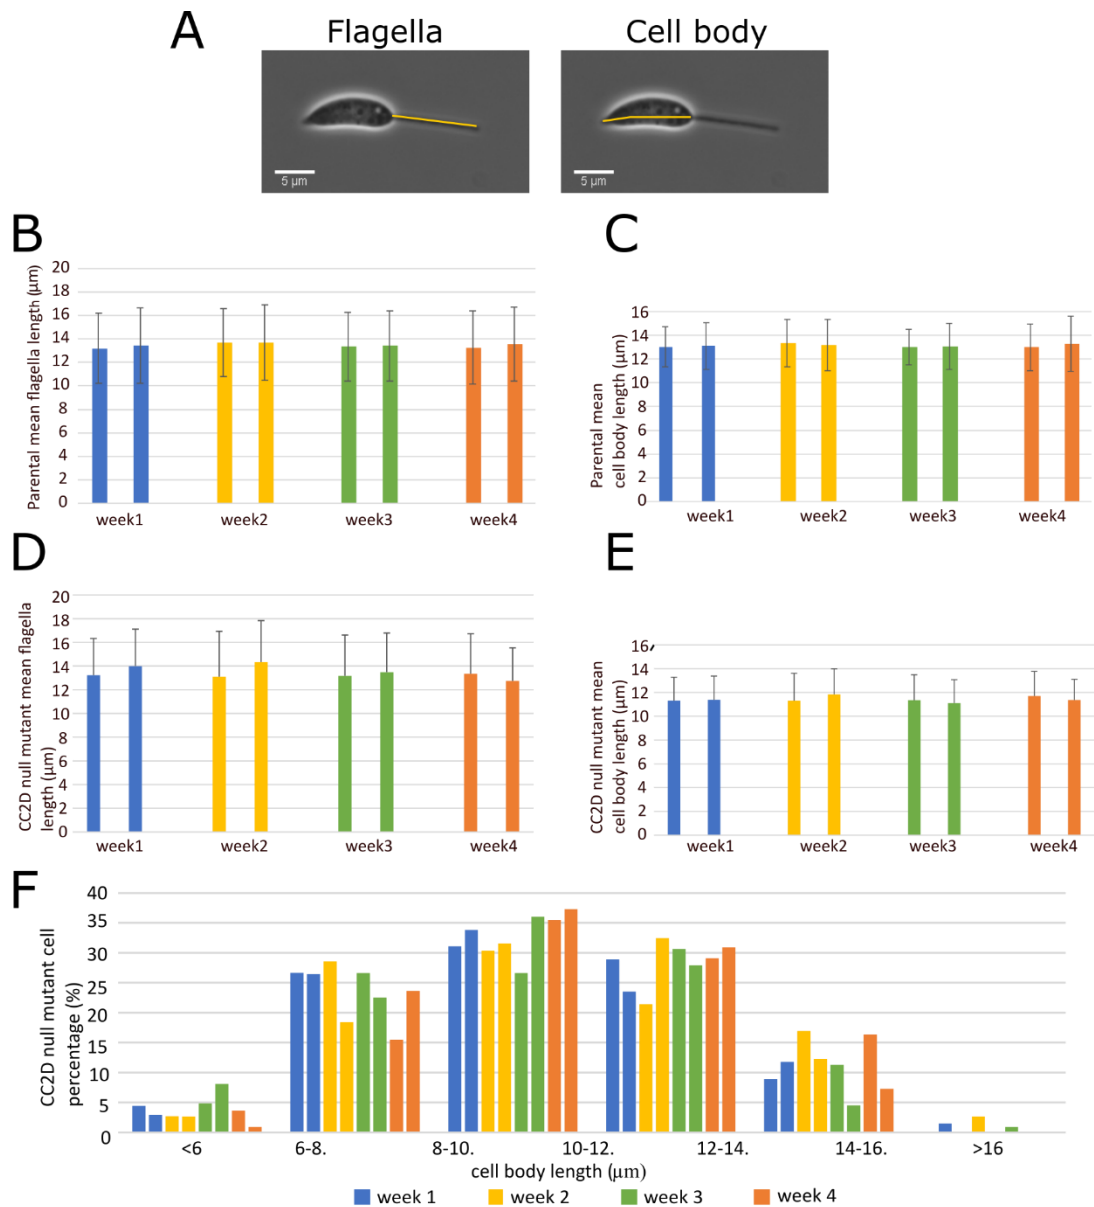 A
Flagella
Cell body
5 µm
5 µm
B
Parental mean flagella length (µm)
20
18
16
14
12
10
8
6
4
2
0
week1
week2
week3
week4
C
Parental mean
cell body length (µm)
16
14
12
10
8
6
4
2
0
week1
week2
week3
week4
D
CC2D null mutant mean flagella
length (µm)
20
18
16
14
12
10
8
6
4
2
0
week1
week2
week3
week4
E
CC2D null mutant mean
cell body length (µm)
16
14
12
10
8
6
4
2
0
week1
week2
week3
week4
F
CC2D null mutant cell
percentage (%)
40
35
30
25
20
15
10
5
0
<6
6-8.
8-10.
10-12.
12-14.
14-16.
>16
cell body length (µm)
week 1
week 2
week 3
week 4